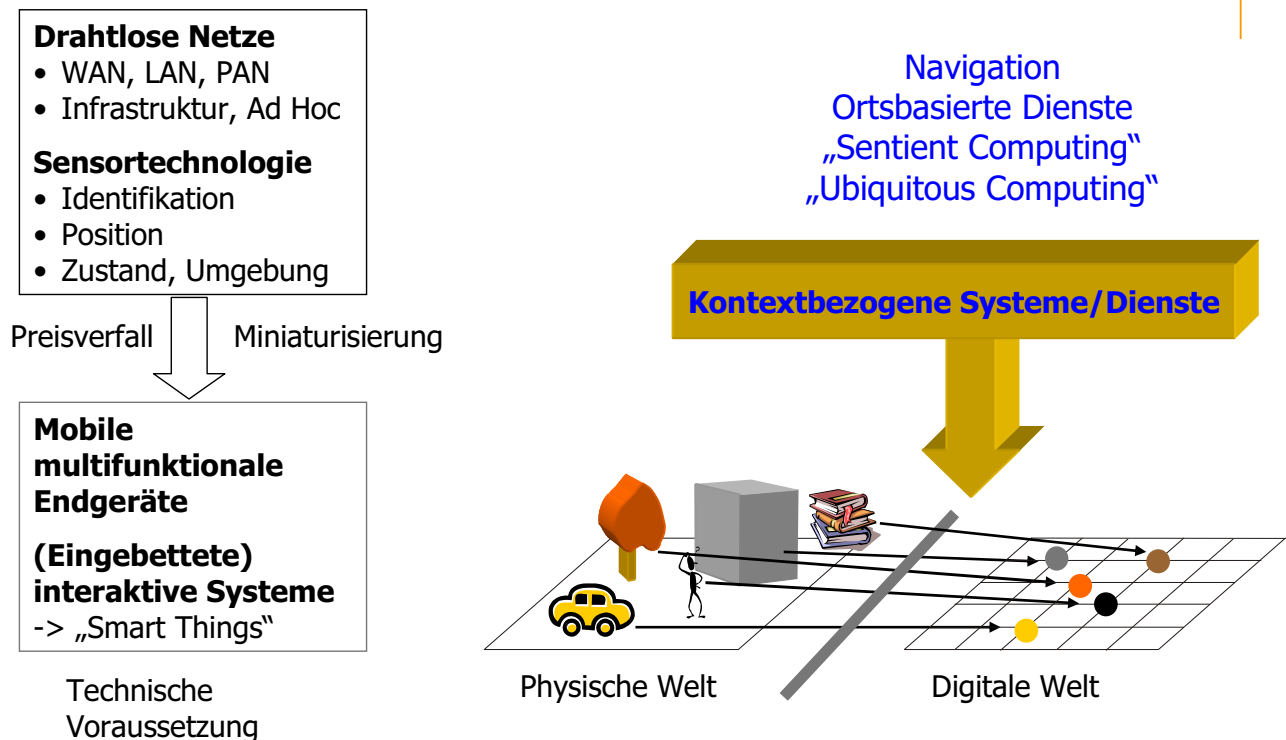 Drahtlose Netze
• WAN, LAN, PAN
• Infrastruktur, Ad Hoc
Sensortechnologie
• Identifikation
• Position
• Zustand, Umgebung
Preisverfall
Miniaturisierung
Mobile
multifunktionale
Endgeräte
(Eingebettete)
interaktive Systeme
-> „Smart Things“
Technische
Voraussetzung
Navigation
Ortsbasierte Dienste
„Sentient Computing“
„Ubiquitous Computing“
Kontextbezogene Systeme/Dienste
Physische Welt
Digitale Welt